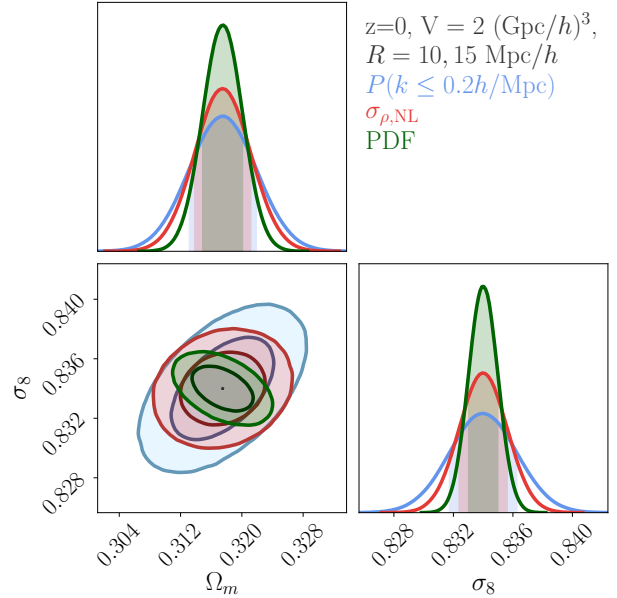 z=0, V = 2 (Gpc/h)³,
R = 10, 15 Mpc/h
P(k ≤ 0.2h/Mpc)
σρ,NL
PDF
0.840
0.836
0.832
0.828
σ₈
0.304
0.312
0.320
0.328
Ωₘ
0.828
0.832
0.836
0.840
σ₈